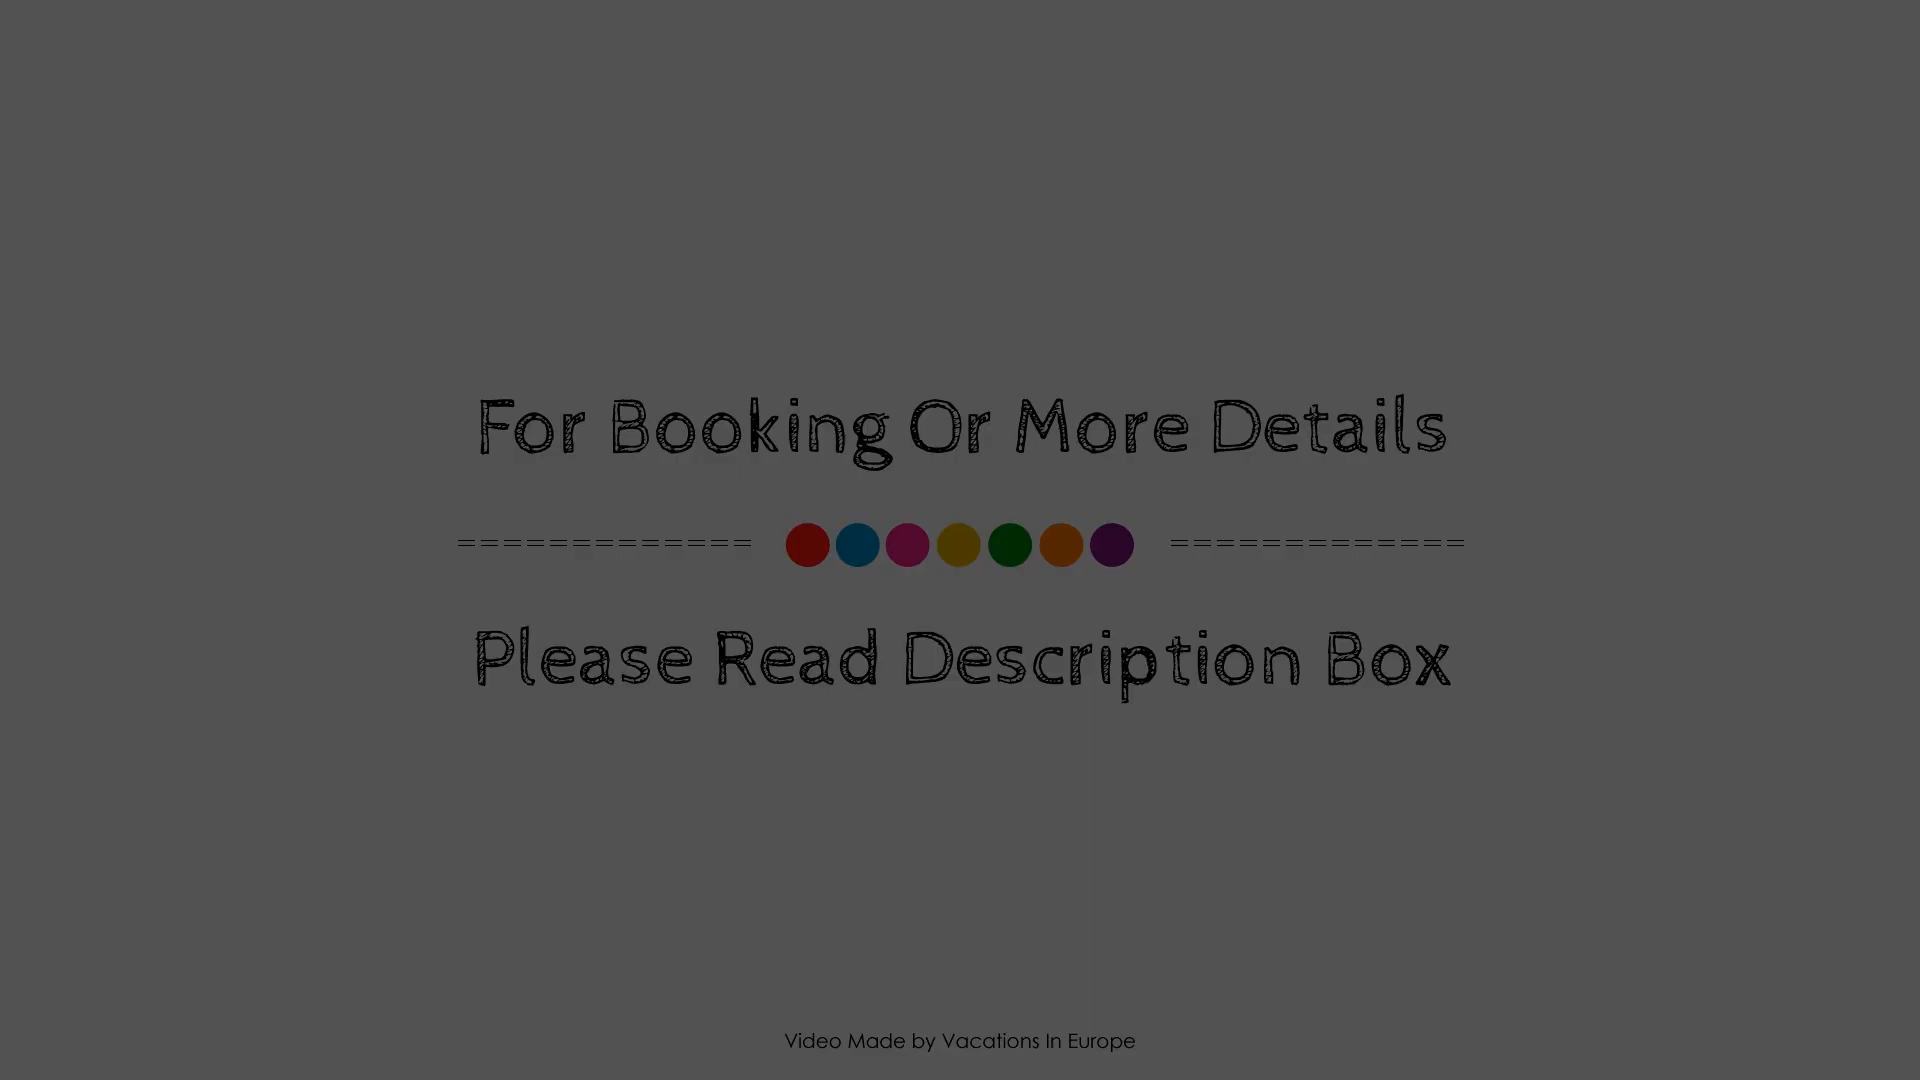 For Booking Or More Details
============= =============
Please Read Description Box
Video Made by Vacations In Europe